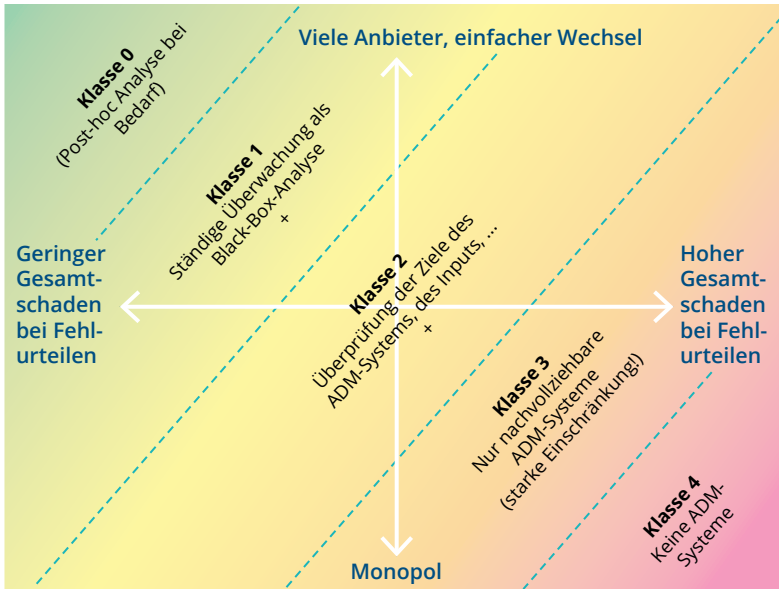 Viele Anbieter, einfacher Wechsel
Klasse 0
(Post-hoc Analyse bei
Bedarf)
Klasse 1
Ständige Überwachung als
Black-Box-Analyse
+
Geringer
Gesamt-
schaden
bei Fehl-
urteilen
Klasse 2
Überprüfung der Ziele des
ADM-Systems, des Inputs, ...
+
Hoher
Gesamt-
schaden
bei Fehl-
urteilen
Klasse 3
Nur nachvollziehbare
ADM-Systeme
(starke Einschränkung!)
Klasse 4
Keine ADM-
Systeme
Monopol